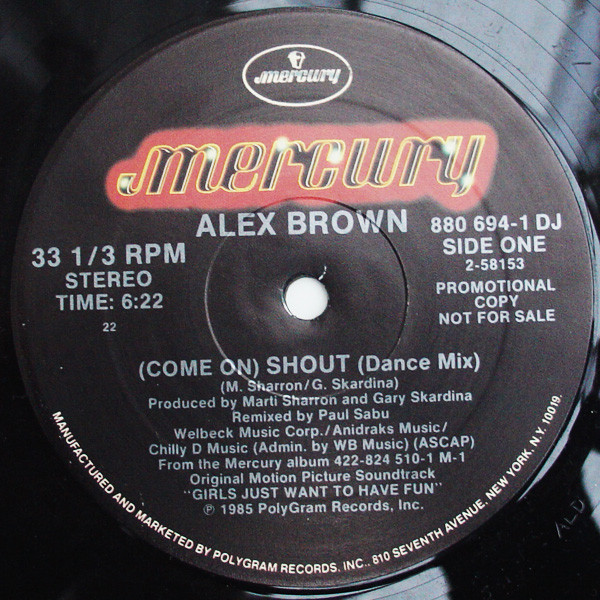 mercury
mercury
ALEX BROWN
33 1/3 RPM
STEREO
TIME: 6:22
22
880 694-1 DJ
SIDE ONE
2-58153
PROMOTIONAL
COPY
NOT FOR SALE
(COME ON) SHOUT (Dance Mix)
(M. Sharron/G. Skardina)
Produced by Marti Sharron and Gary Skardina
Remixed by Paul Sabu
Welbeck Music Corp./Anidraks Music/
Chilly D Music (Admin. by WB Music) (ASCAP)
From the Mercury album 422-824 510-1 M-1
Original Motion Picture Soundtrack
"GIRLS JUST WANT TO HAVE FUN"
℗ 1985 PolyGram Records, Inc.
MANUFACTURED AND MARKETED BY POLYGRAM RECORDS, INC., 810 SEVENTH AVENUE, NEW YORK, N.Y. 10019.